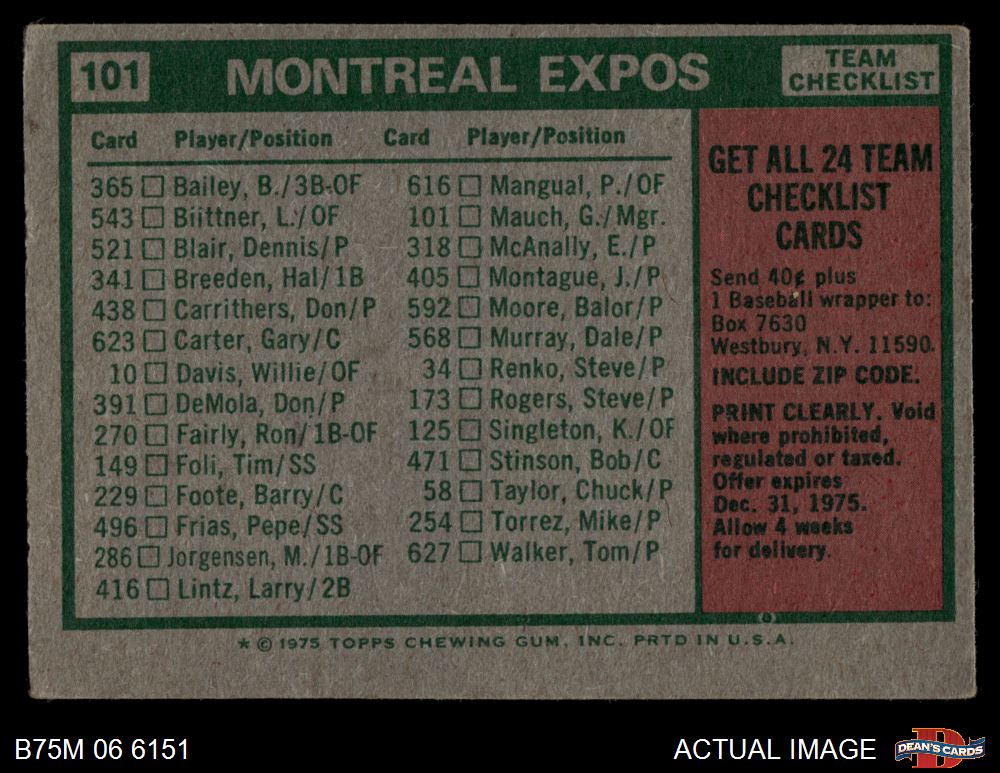 101 MONTREAL EXPOS TEAM CHECKLIST
Card Player/Position Card Player/Position
365 □ Bailey, B./3B-OF
543 □ Biittner, L./OF
521 □ Blair, Dennis/P
341 □ Breeden, Hal/1B
438 □ Carrithers, Don/P
623 □ Carter, Gary/C
10 □ Davis, Willie/OF
391 □ DeMola, Don/P
270 □ Fairly, Ron/1B-OF
149 □ Foli, Tim/SS
229 □ Foote, Barry/C
496 □ Frias, Pepe/SS
286 □ Jorgensen, M./1B-OF
416 □ Lintz, Larry/2B
616 □ Mangual, P./OF
101 □ Mauch, G./Mgr.
318 □ McAnally, E./P
405 □ Montague, J./P
592 □ Moore, Balor/P
568 □ Murray, Dale/P
34 □ Renko, Steve/P
173 □ Rogers, Steve/P
125 □ Singleton, K./OF
471 □ Stinson, Bob/C
58 □ Taylor, Chuck/P
254 □ Torrez, Mike/P
627 □ Walker, Tom/P
GET ALL 24 TEAM
CHECKLIST
CARDS
Send 40¢ plus
1 Baseball wrapper to:
Box 7630
Westbury, N.Y. 11590.
INCLUDE ZIP CODE.
PRINT CLEARLY. Void
where prohibited,
regulated or taxed.
Offer expires
Dec. 31, 1975.
Allow 4 weeks
for delivery.
* © 1975 TOPPS CHEWING GUM, INC. PRTD IN U.S.A.
B75M 06 6151
ACTUAL IMAGE
DEAN'S CARDS